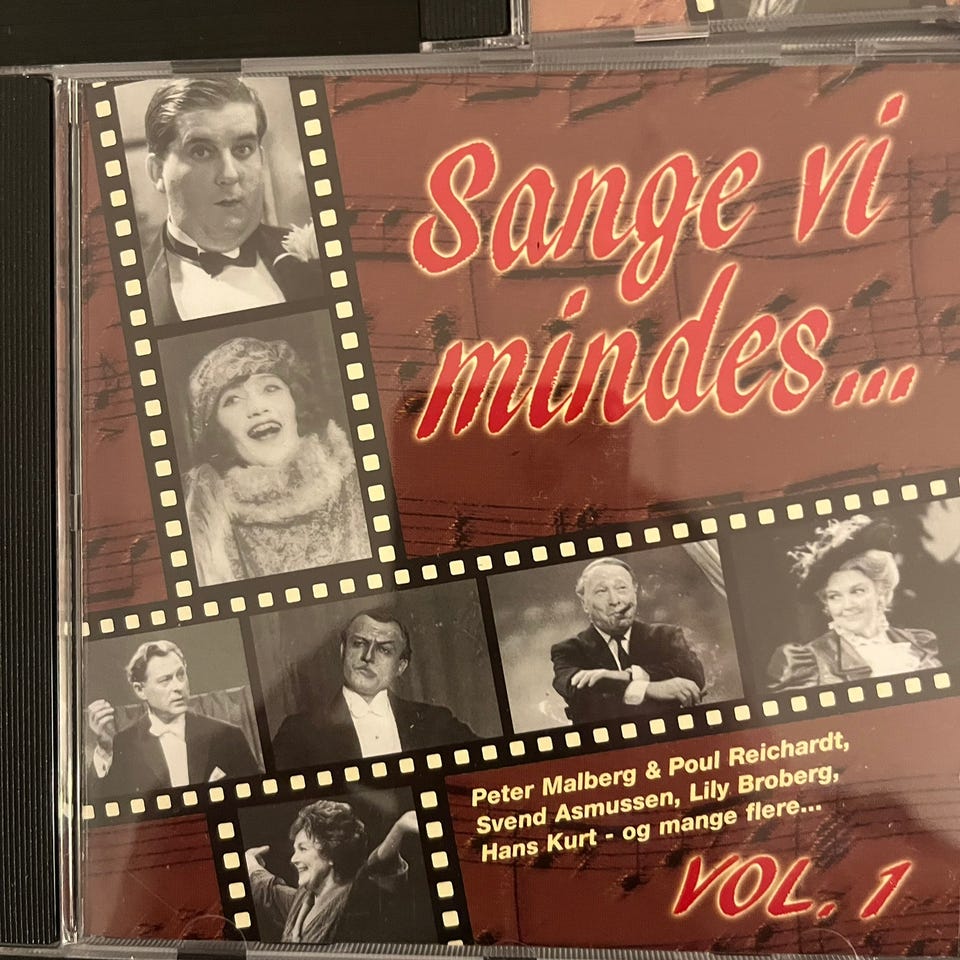 Sange vi
mindes...
Peter Malberg & Poul Reichardt,
Svend Asmussen, Lily Broberg,
Hans Kurt - og mange flere...
VOL. 1